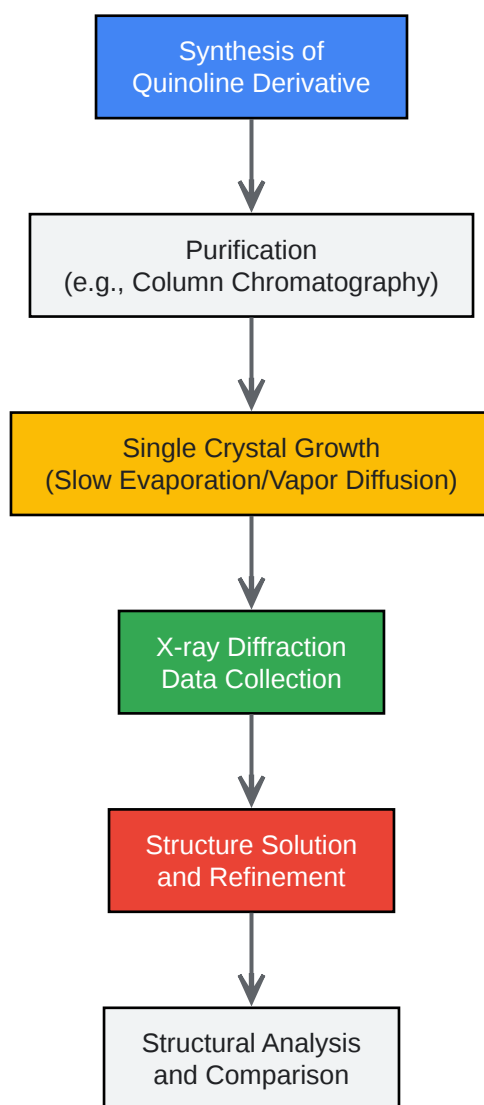 Synthesis of
Quinoline Derivative
Purification
(e.g., Column Chromatography)
Single Crystal Growth
(Slow Evaporation/Vapor Diffusion)
X-ray Diffraction
Data Collection
Structure Solution
and Refinement
Structural Analysis
and Comparison